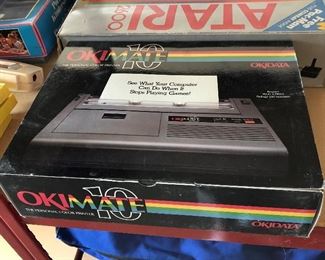 ATARI
OKIMATE 10
THE PERSONAL COLOR PRINTER
OKIDATA
See What Your Computer
Can Do When It
Stops Playing Games!
OKIMATE 10
THE PERSONAL COLOR PRINTER
OKIDATA